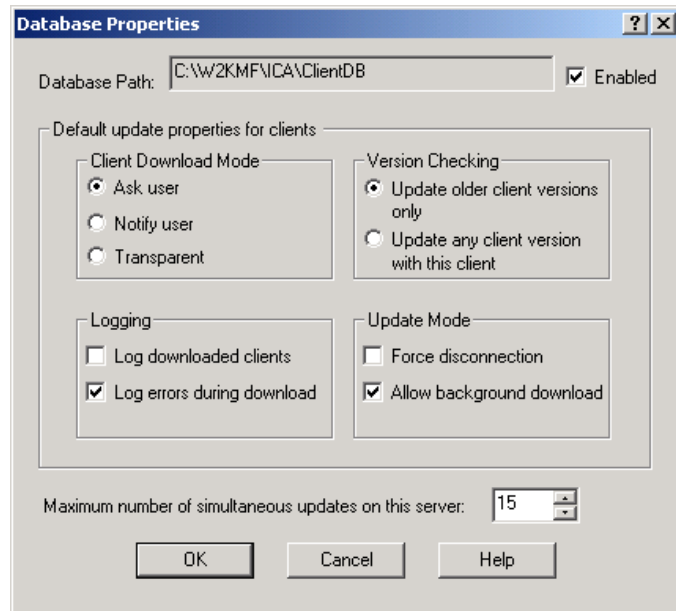 Database Properties
Database Path: C:\W2KMF\ICA\ClientDB
Enabled
Default update properties for clients
Client Download Mode
Ask user
Notify user
Transparent
Version Checking
Update older client versions
only
Update any client version
with this client
Logging
Log downloaded clients
Log errors during download
Update Mode
Force disconnection
Allow background download
Maximum number of simultaneous updates on this server: 15
OK
Cancel
Help